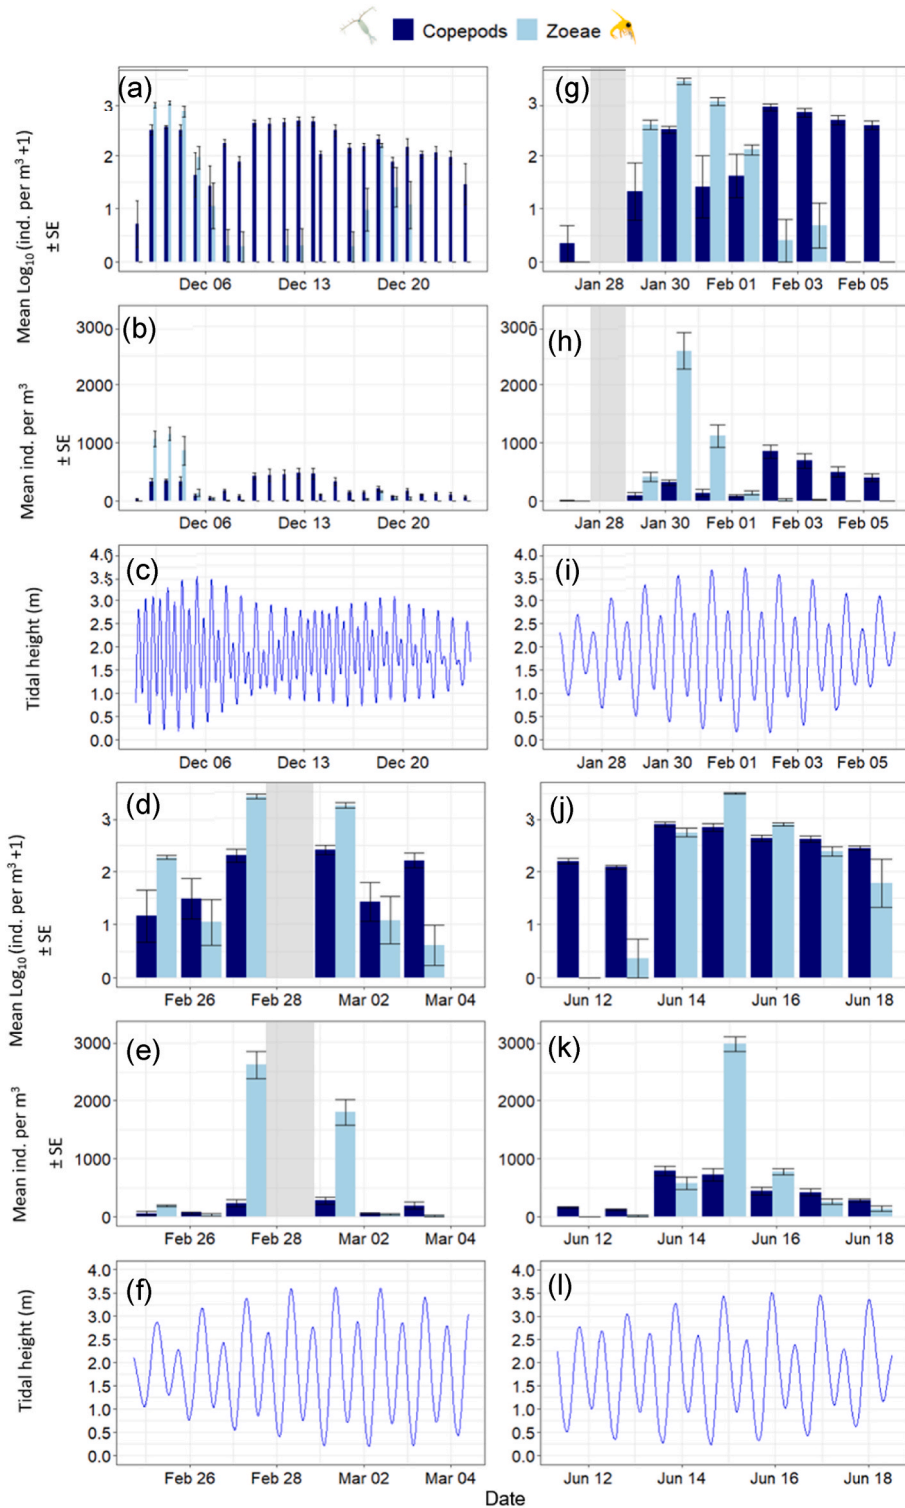 Copepods Zoeae
(a) (g)
Mean Log10 (ind. per m3 +1)
± SE
3 3
2 2
1 1
0 0
Dec 06 Dec 13 Dec 20 Jan 28 Jan 30 Feb 01 Feb 03 Feb 05
(b) (h)
Mean ind. per m3
± SE
3000 3000
2000 2000
1000 1000
0 0
Dec 06 Dec 13 Dec 20 Jan 28 Jan 30 Feb 01 Feb 03 Feb 05
(c) (i)
Tidal height (m)
4.0 4.0
3.5 3.5
3.0 3.0
2.5 2.5
2.0 2.0
1.5 1.5
1.0 1.0
0.5 0.5
0.0 0.0
Dec 06 Dec 13 Dec 20 Jan 28 Jan 30 Feb 01 Feb 03 Feb 05
(d) (j)
Mean Log10 (ind. per m3 +1)
± SE
3 3
2 2
1 1
0 0
Feb 26 Feb 28 Mar 02 Mar 04 Jun 12 Jun 14 Jun 16 Jun 18
(e) (k)
Mean ind. per m3
± SE
3000 3000
2000 2000
1000 1000
0 0
Feb 26 Feb 28 Mar 02 Mar 04 Jun 12 Jun 14 Jun 16 Jun 18
(f) (l)
Tidal height (m)
4.0 4.0
3.5 3.5
3.0 3.0
2.5 2.5
2.0 2.0
1.5 1.5
1.0 1.0
0.5 0.5
0.0 0.0
Feb 26 Feb 28 Mar 02 Mar 04 Jun 12 Jun 14 Jun 16 Jun 18
Date